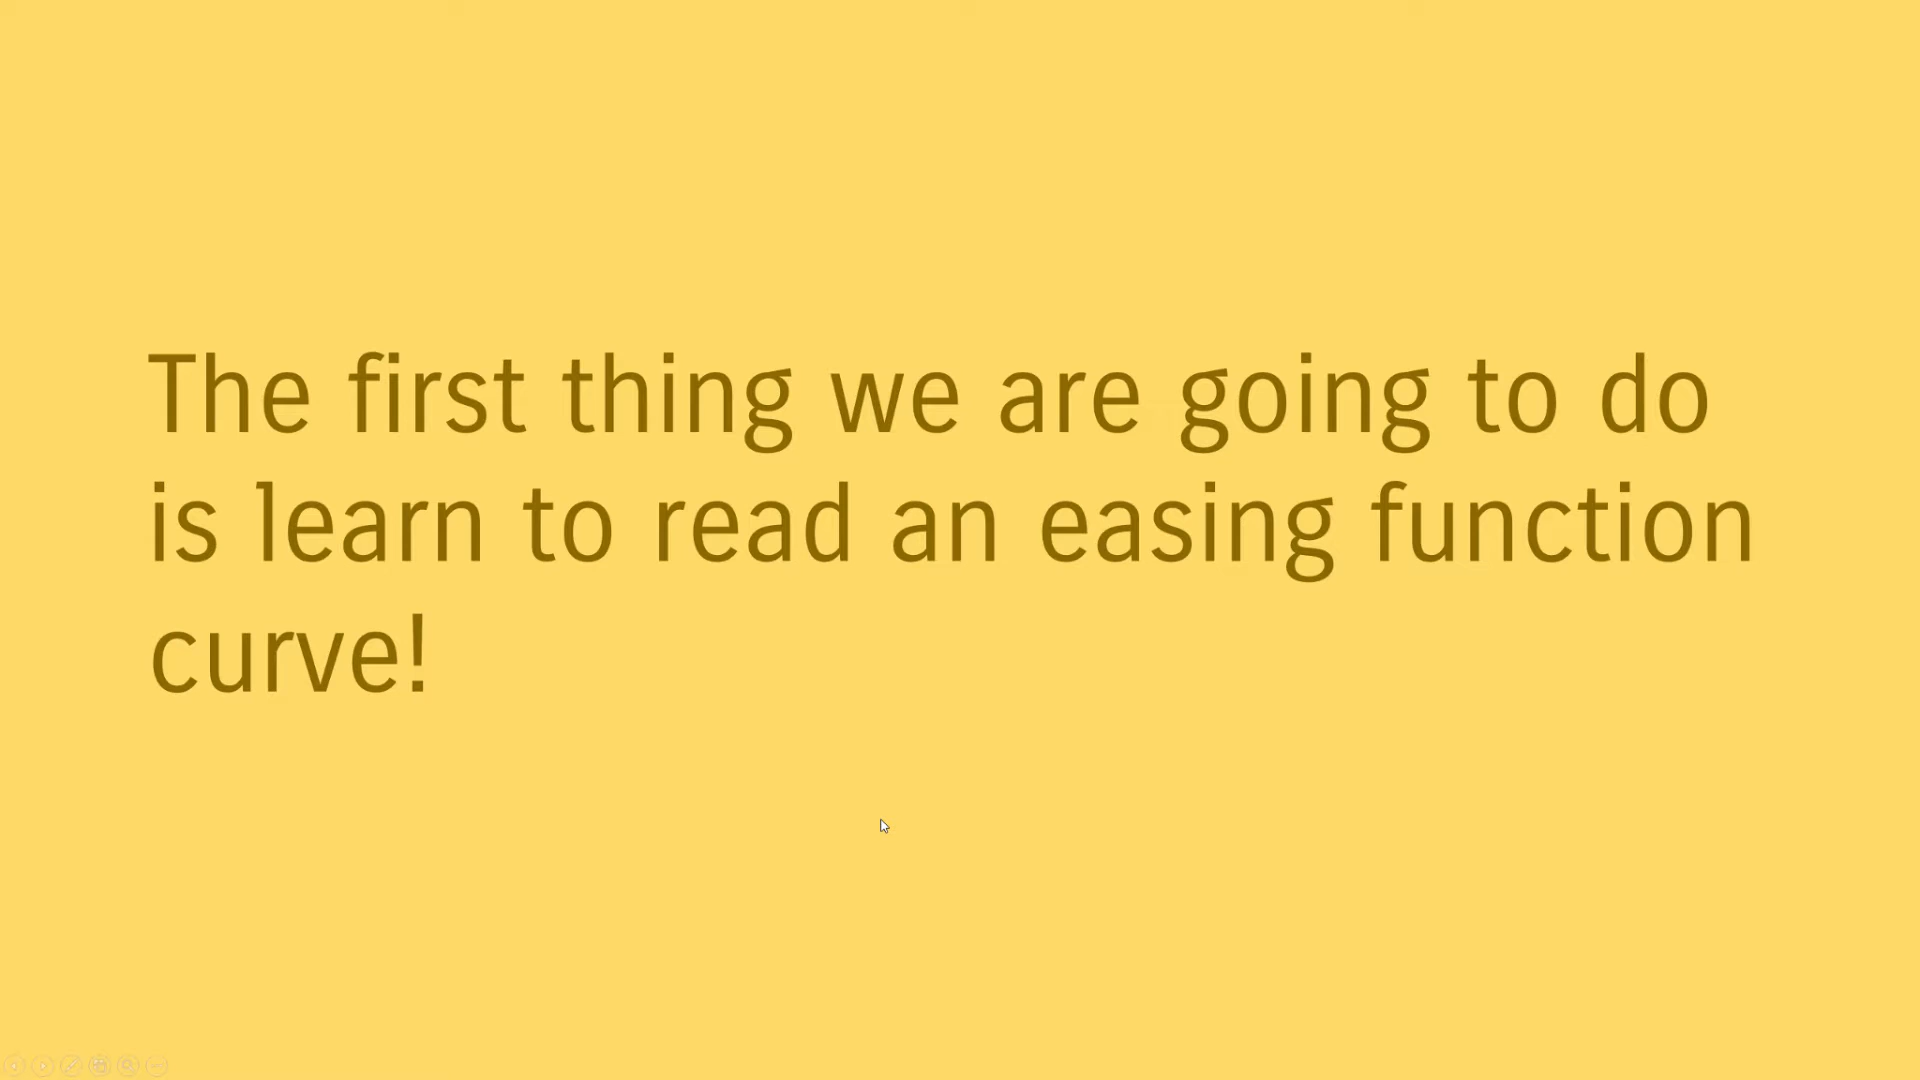 The first thing we are going to do
is learn to read an easing function
curve!